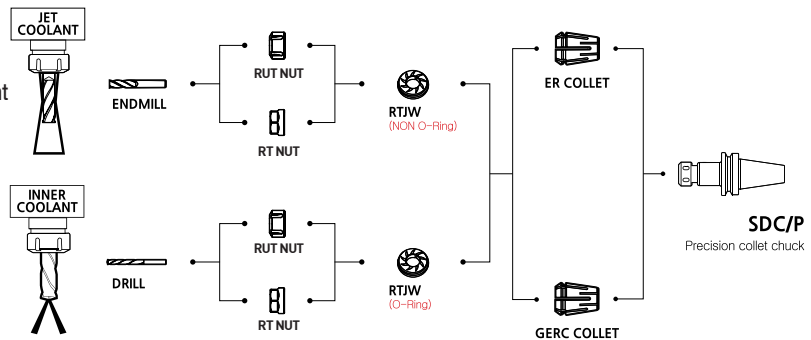 JET
COOLANT
nt
ENDMILL
RUT NUT
RT NUT
RTJW
(NON O-Ring)
ER COLLET
INNER
COOLANT
DRILL
RUT NUT
RT NUT
RTJW
(O-Ring)
GERC COLLET
SDC/P
Precision collet chuck